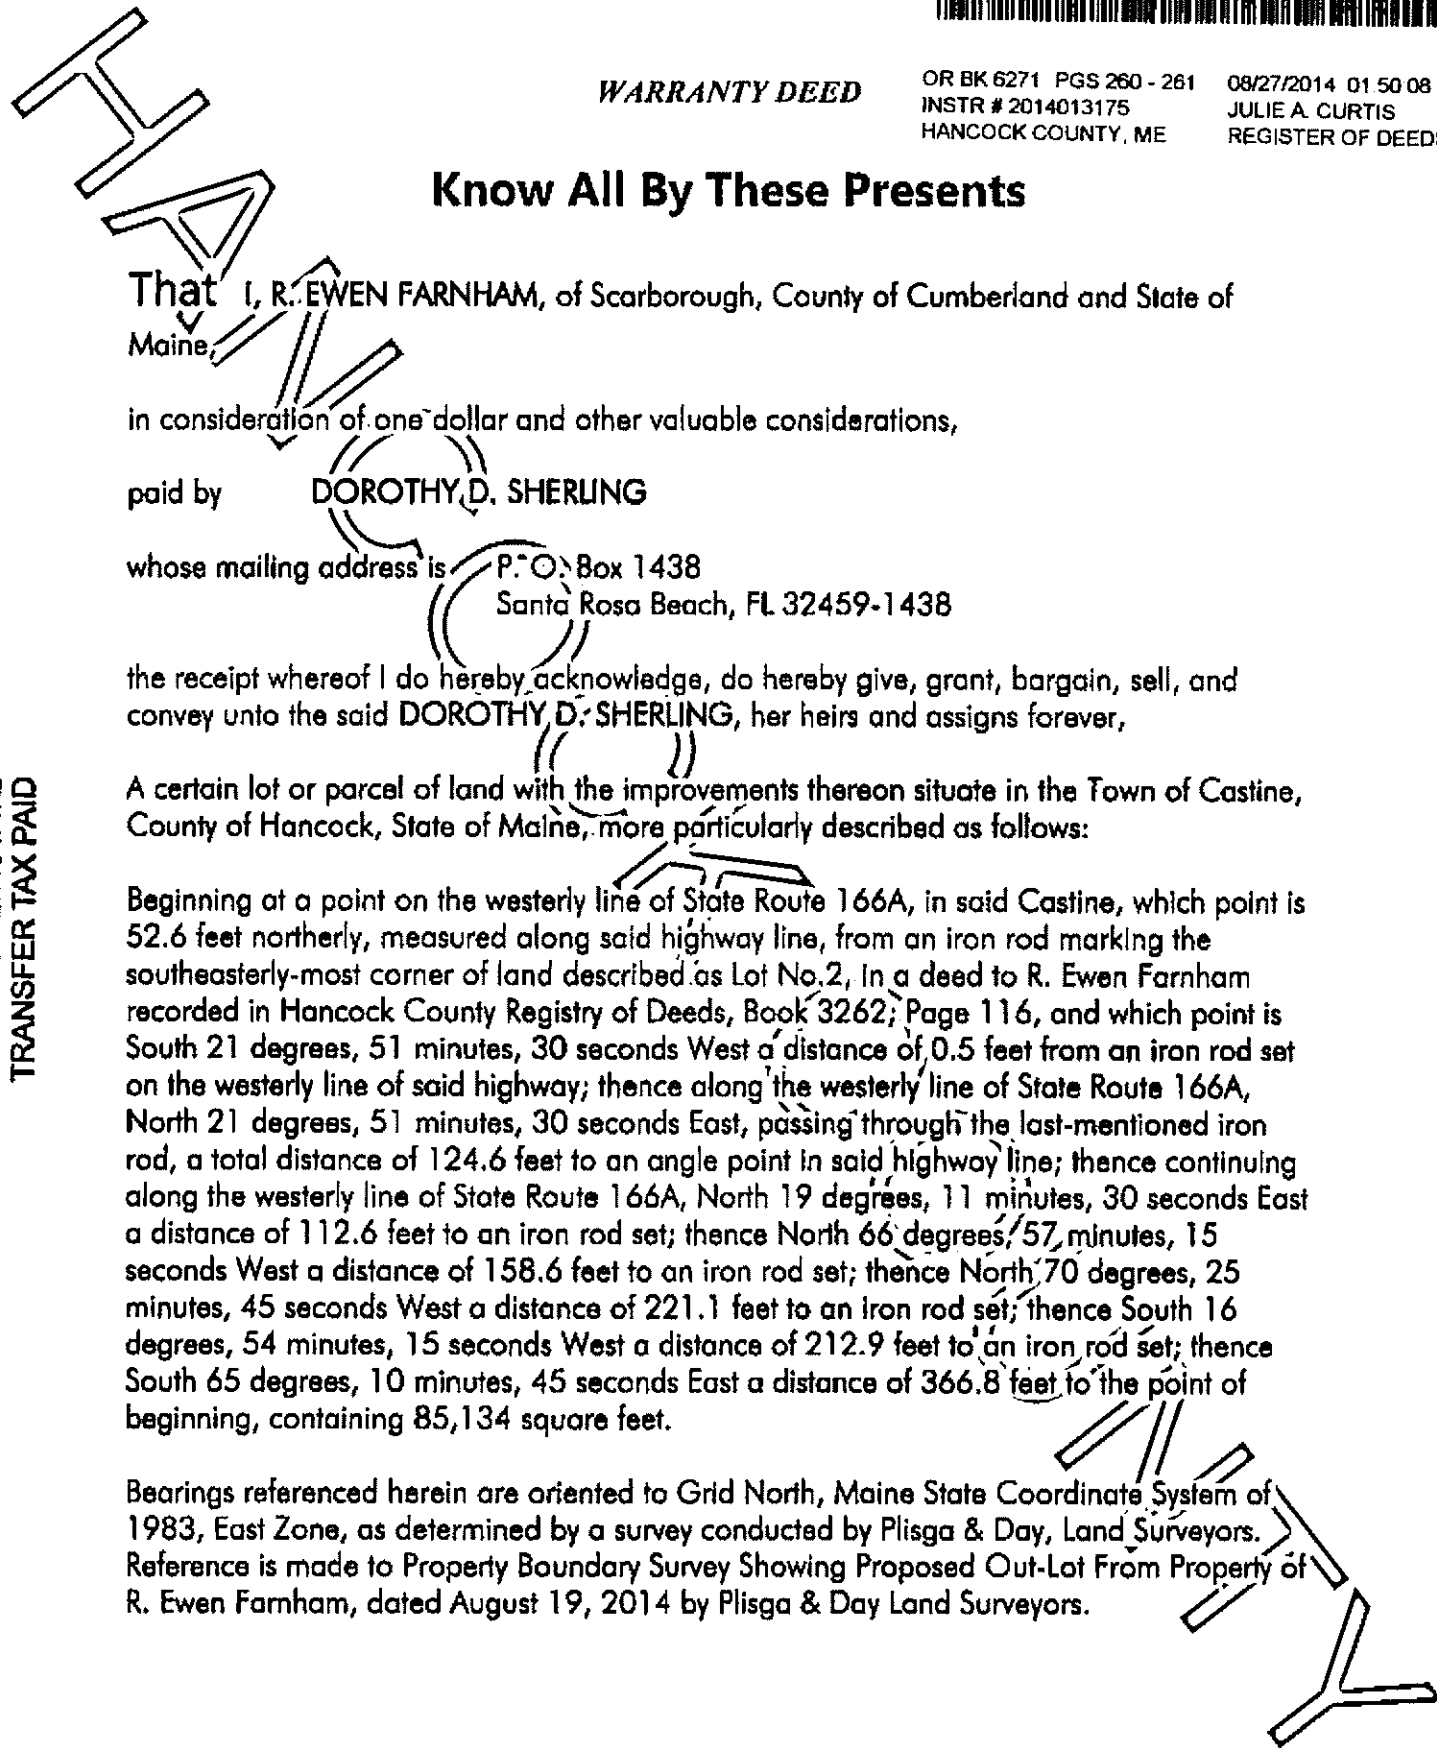 WARRANTY DEED
OR BK 6271 PGS 260 - 261 08/27/2014 01 50 08
INSTR # 2014013175 JULIE A. CURTIS
HANCOCK COUNTY, ME REGISTER OF DEEDS
Know All By These Presents
That I, R. EWEN FARNHAM, of Scarborough, County of Cumberland and State of
Maine,
in consideration of one dollar and other valuable considerations,
paid by DOROTHY D. SHERLING
whose mailing address is P. O. Box 1438
Santa Rosa Beach, FL 32459-1438
the receipt whereof I do hereby acknowledge, do hereby give, grant, bargain, sell, and
convey unto the said DOROTHY D. SHERLING, her heirs and assigns forever,
A certain lot or parcel of land with the improvements thereon situate in the Town of Castine,
County of Hancock, State of Maine, more particularly described as follows:
Beginning at a point on the westerly line of State Route 166A, in said Castine, which point is
52.6 feet northerly, measured along said highway line, from an iron rod marking the
southeasterly-most corner of land described as Lot No.2, in a deed to R. Ewen Farnham
recorded in Hancock County Registry of Deeds, Book 3262, Page 116, and which point is
South 21 degrees, 51 minutes, 30 seconds West a distance of 0.5 feet from an iron rod set
on the westerly line of said highway; thence along the westerly line of State Route 166A,
North 21 degrees, 51 minutes, 30 seconds East, passing through the last-mentioned iron
rod, a total distance of 124.6 feet to an angle point in said highway line; thence continuing
along the westerly line of State Route 166A, North 19 degrees, 11 minutes, 30 seconds East
a distance of 112.6 feet to an iron rod set; thence North 66 degrees, 57 minutes, 15
seconds West a distance of 158.6 feet to an iron rod set; thence North 70 degrees, 25
minutes, 45 seconds West a distance of 221.1 feet to an iron rod set; thence South 16
degrees, 54 minutes, 15 seconds West a distance of 212.9 feet to an iron rod set; thence
South 65 degrees, 10 minutes, 45 seconds East a distance of 366.8 feet to the point of
beginning, containing 85,134 square feet.
Bearings referenced herein are oriented to Grid North, Maine State Coordinate System of
1983, East Zone, as determined by a survey conducted by Plisga & Day, Land Surveyors.
Reference is made to Property Boundary Survey Showing Proposed Out-Lot From Property of
R. Ewen Farnham, dated August 19, 2014 by Plisga & Day Land Surveyors.
TRANSFER TAX PAID
HANCOCK COUNTY